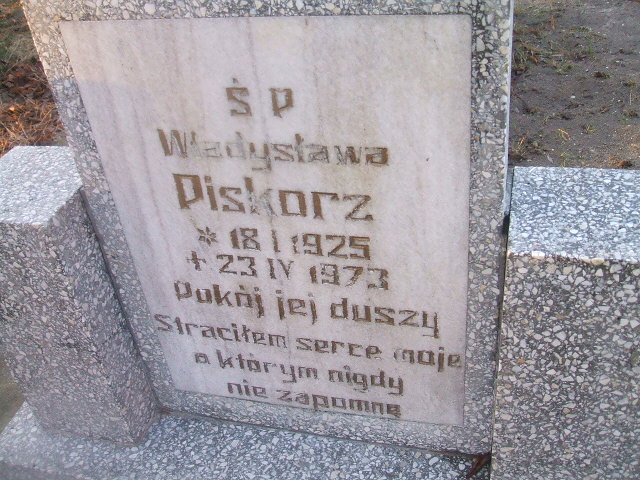 Ś P
Władysława
Piskorz
* 18 I 1925
+ 23 IV 1973
Pokój jej duszy
Straciłem serce moje
o którym nigdy
nie zapomnę